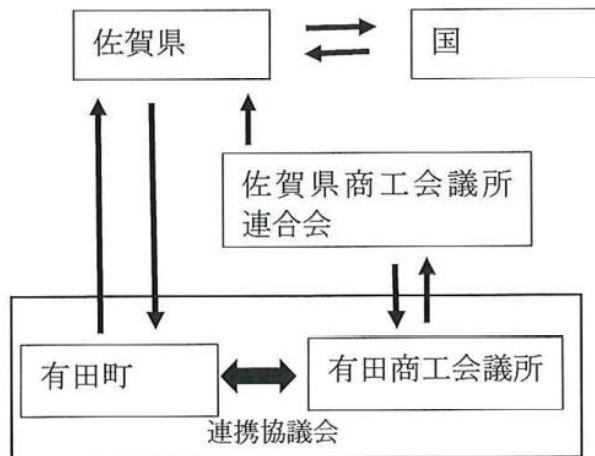 佐賀県
国
佐賀県商工会議所
連合会
有田町
有田商工会議所
連携協議会